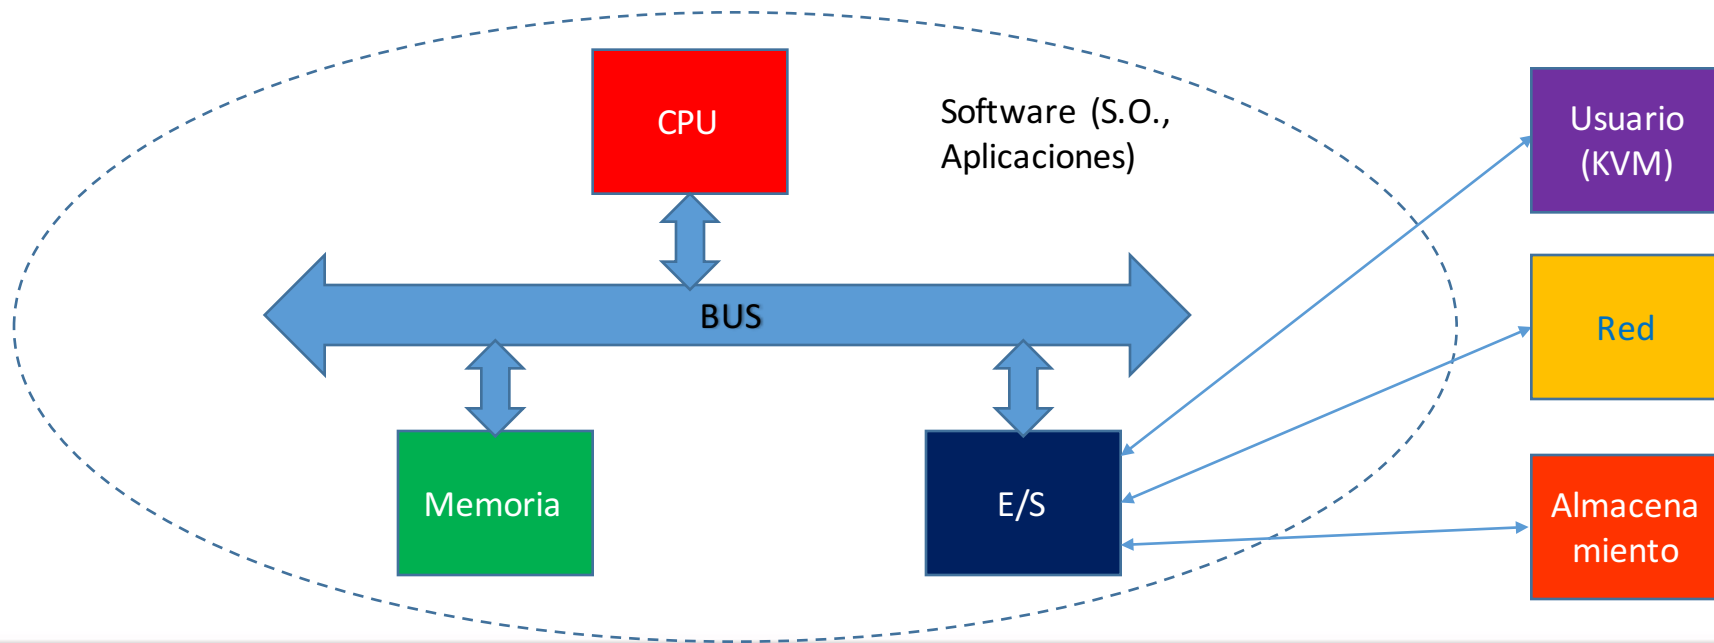 CPU
Software (S.O.,
Aplicaciones)
Usuario
(KVM)
BUS
Red
Memoria
E/S
Almacena
miento